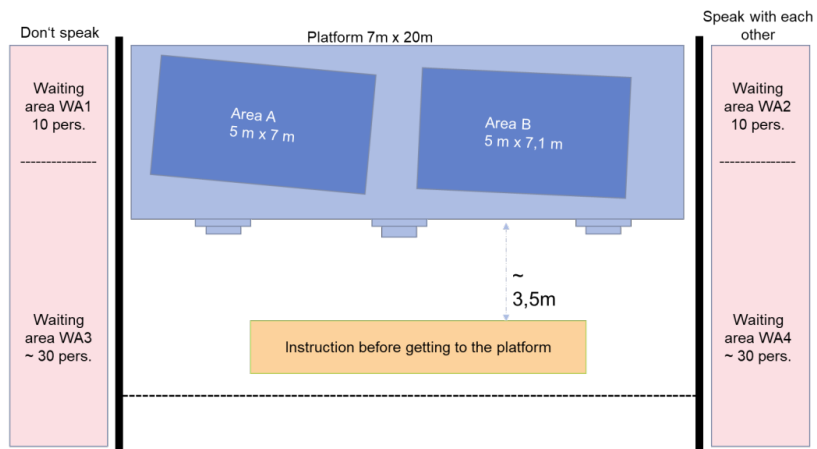 Don't speak
Platform 7m x 20m
Speak with each
other
Waiting
area WA1
10 pers.
Area A
5 m x 7 m
Area B
5 m x 7,1 m
Waiting
area WA2
10 pers.
~
3,5m
Waiting
area WA3
~ 30 pers.
Instruction before getting to the platform
Waiting
area WA4
~ 30 pers.